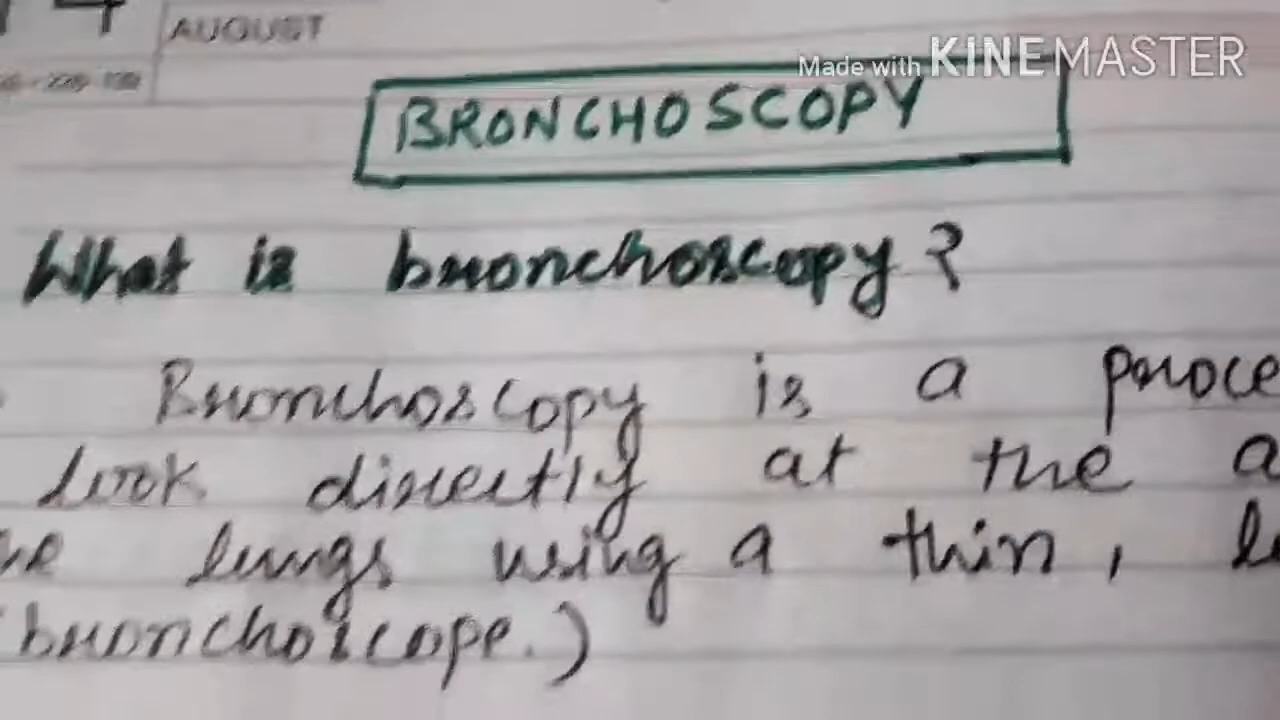 AUGUST
Made with KINEMASTER
BRONCHOSCOPY
What is bronchoscopy?
Bronchoscopy is a proce
look directly at the a
lungs using a thin, l
(bronchoscope.)